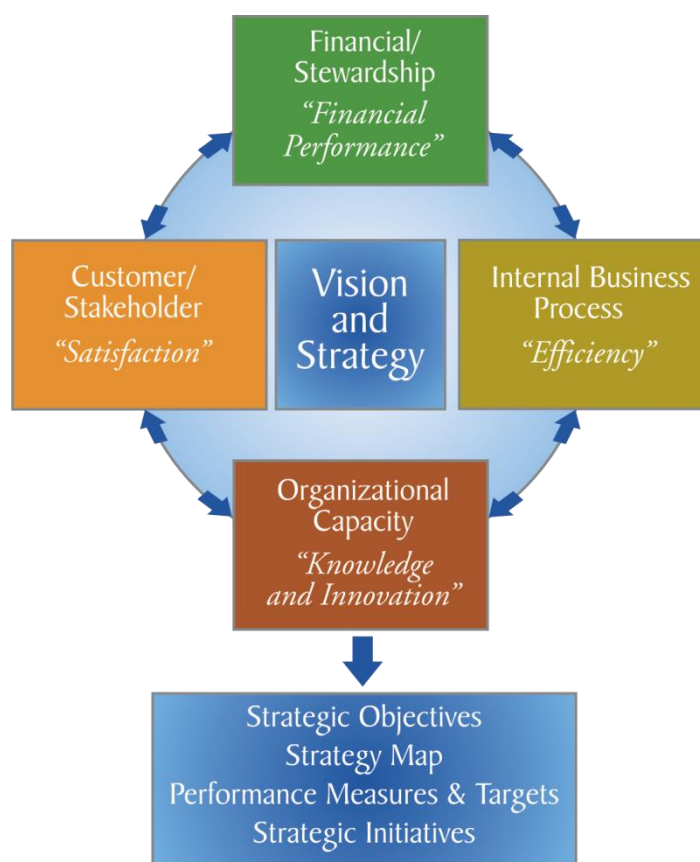 Financial/
Stewardship
“Financial
Performance”
Customer/
Stakeholder
“Satisfaction”
Vision
and
Strategy
Internal Business
Process
“Efficiency”
Organizational
Capacity
“Knowledge
and Innovation”
Strategic Objectives
Strategy Map
Performance Measures & Targets
Strategic Initiatives